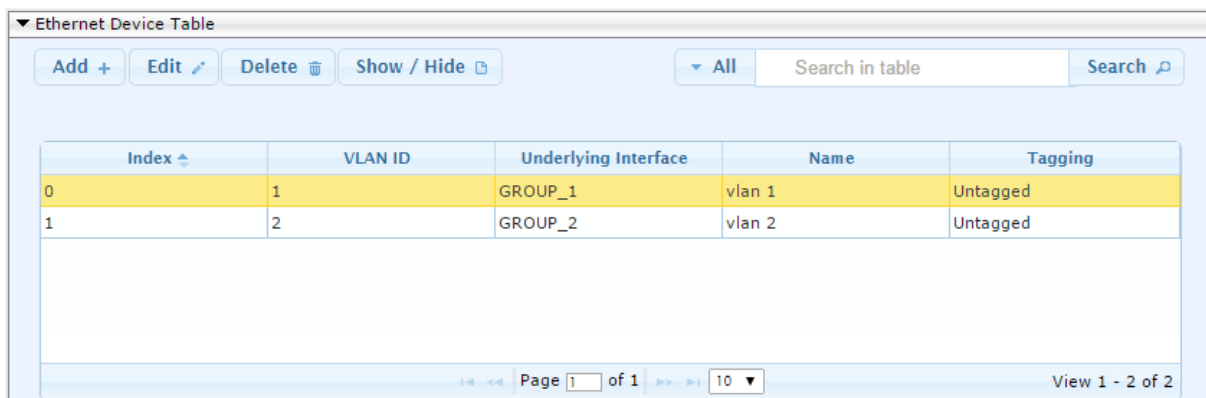 Ethernet Device Table
Add + Edit Delete Show / Hide All Search in table Search
Index VLAN ID Underlying Interface Name Tagging
0 1 GROUP_1 vlan 1 Untagged
1 2 GROUP_2 vlan 2 Untagged
Page 1 of 1 10 View 1 - 2 of 2